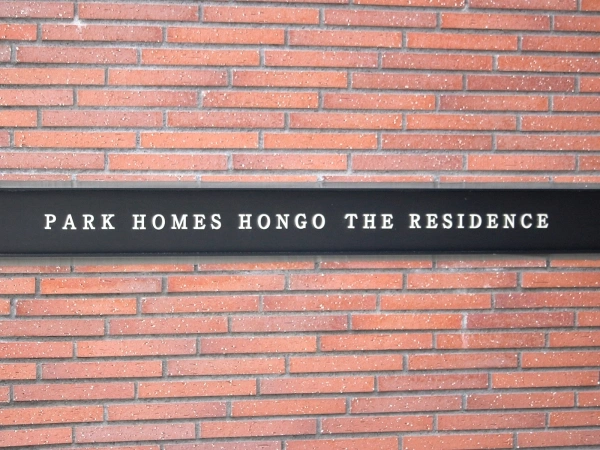 PARK HOMES HONGO THE RESIDENCE